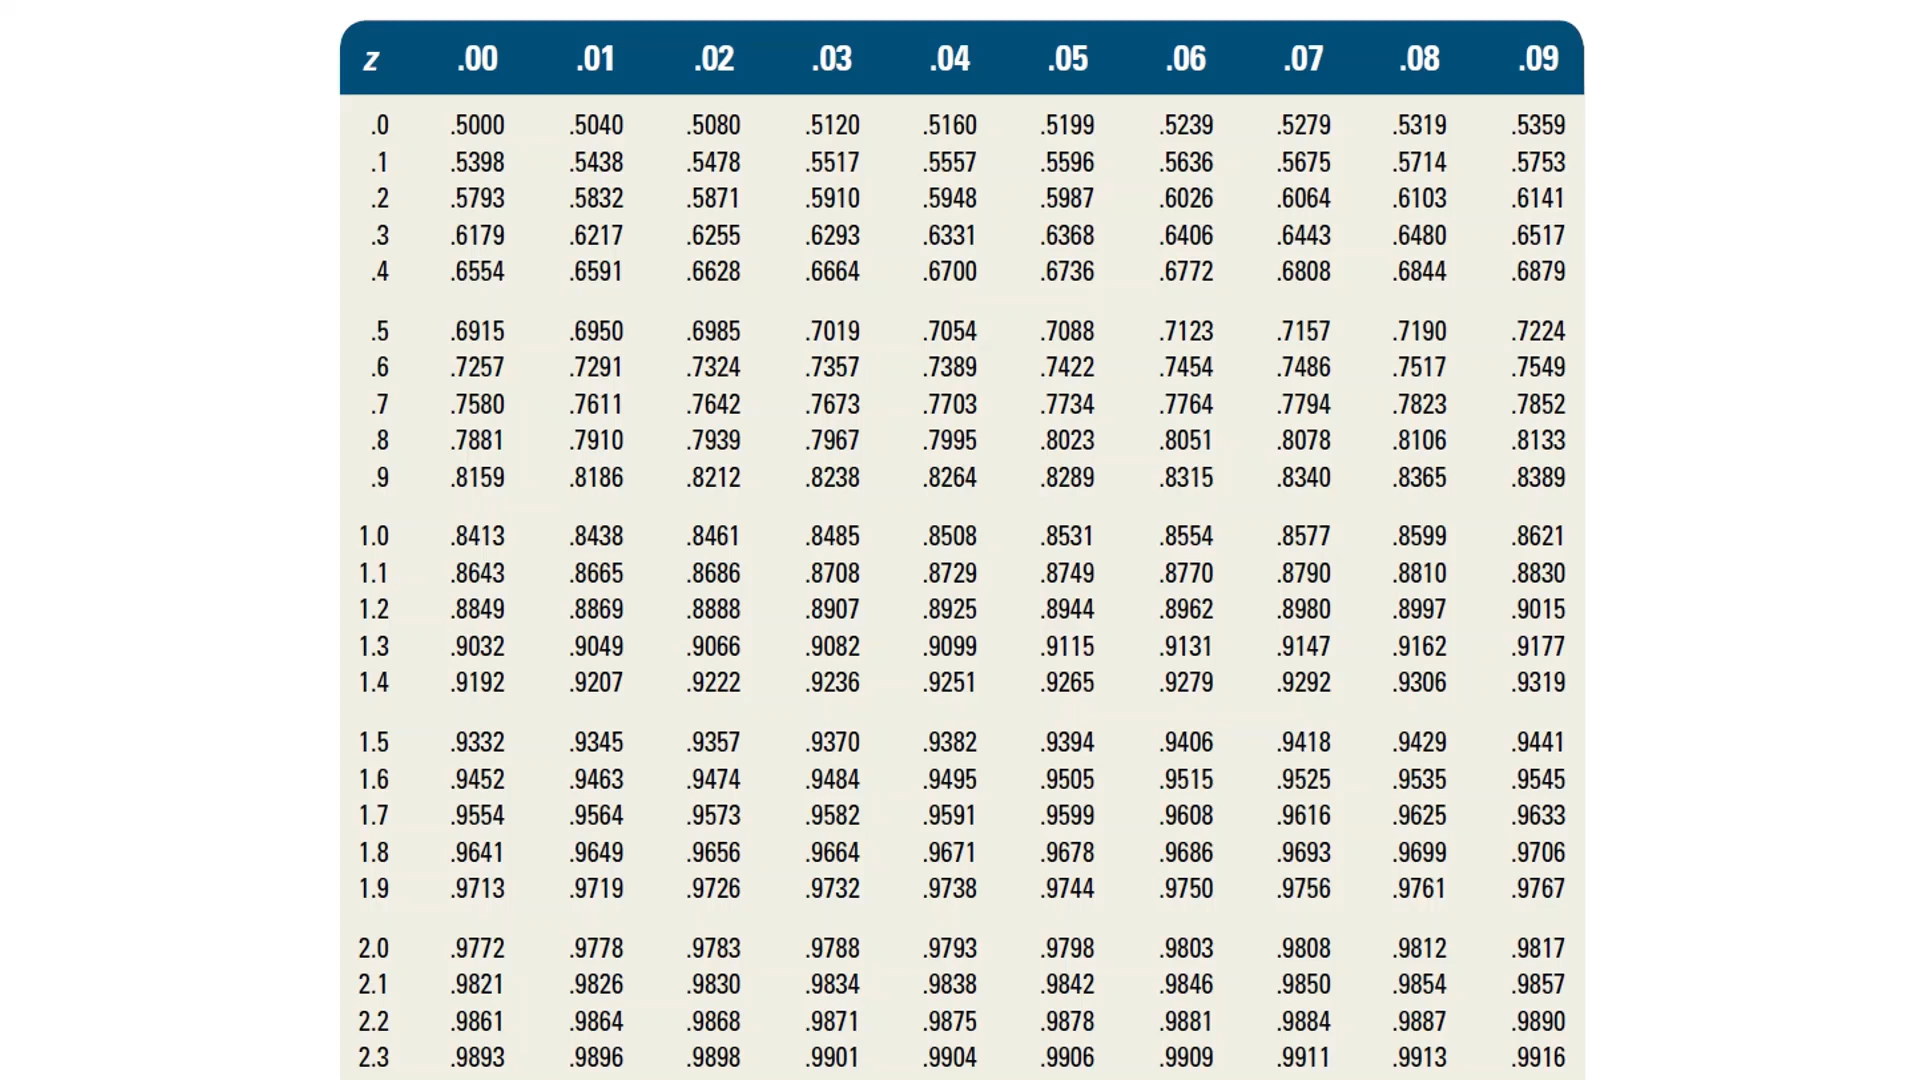 z .00 .01 .02 .03 .04 .05 .06 .07 .08 .09
.0 .5000 .5040 .5080 .5120 .5160 .5199 .5239 .5279 .5319 .5359
.1 .5398 .5438 .5478 .5517 .5557 .5596 .5636 .5675 .5714 .5753
.2 .5793 .5832 .5871 .5910 .5948 .5987 .6026 .6064 .6103 .6141
.3 .6179 .6217 .6255 .6293 .6331 .6368 .6406 .6443 .6480 .6517
.4 .6554 .6591 .6628 .6664 .6700 .6736 .6772 .6808 .6844 .6879
.5 .6915 .6950 .6985 .7019 .7054 .7088 .7123 .7157 .7190 .7224
.6 .7257 .7291 .7324 .7357 .7389 .7422 .7454 .7486 .7517 .7549
.7 .7580 .7611 .7642 .7673 .7703 .7734 .7764 .7794 .7823 .7852
.8 .7881 .7910 .7939 .7967 .7995 .8023 .8051 .8078 .8106 .8133
.9 .8159 .8186 .8212 .8238 .8264 .8289 .8315 .8340 .8365 .8389
1.0 .8413 .8438 .8461 .8485 .8508 .8531 .8554 .8577 .8599 .8621
1.1 .8643 .8665 .8686 .8708 .8729 .8749 .8770 .8790 .8810 .8830
1.2 .8849 .8869 .8888 .8907 .8925 .8944 .8962 .8980 .8997 .9015
1.3 .9032 .9049 .9066 .9082 .9099 .9115 .9131 .9147 .9162 .9177
1.4 .9192 .9207 .9222 .9236 .9251 .9265 .9279 .9292 .9306 .9319
1.5 .9332 .9345 .9357 .9370 .9382 .9394 .9406 .9418 .9429 .9441
1.6 .9452 .9463 .9474 .9484 .9495 .9505 .9515 .9525 .9535 .9545
1.7 .9554 .9564 .9573 .9582 .9591 .9599 .9608 .9616 .9625 .9633
1.8 .9641 .9649 .9656 .9664 .9671 .9678 .9686 .9693 .9699 .9706
1.9 .9713 .9719 .9726 .9732 .9738 .9744 .9750 .9756 .9761 .9767
2.0 .9772 .9778 .9783 .9788 .9793 .9798 .9803 .9808 .9812 .9817
2.1 .9821 .9826 .9830 .9834 .9838 .9842 .9846 .9850 .9854 .9857
2.2 .9861 .9864 .9868 .9871 .9875 .9878 .9881 .9884 .9887 .9890
2.3 .9893 .9896 .9898 .9901 .9904 .9906 .9909 .9911 .9913 .9916